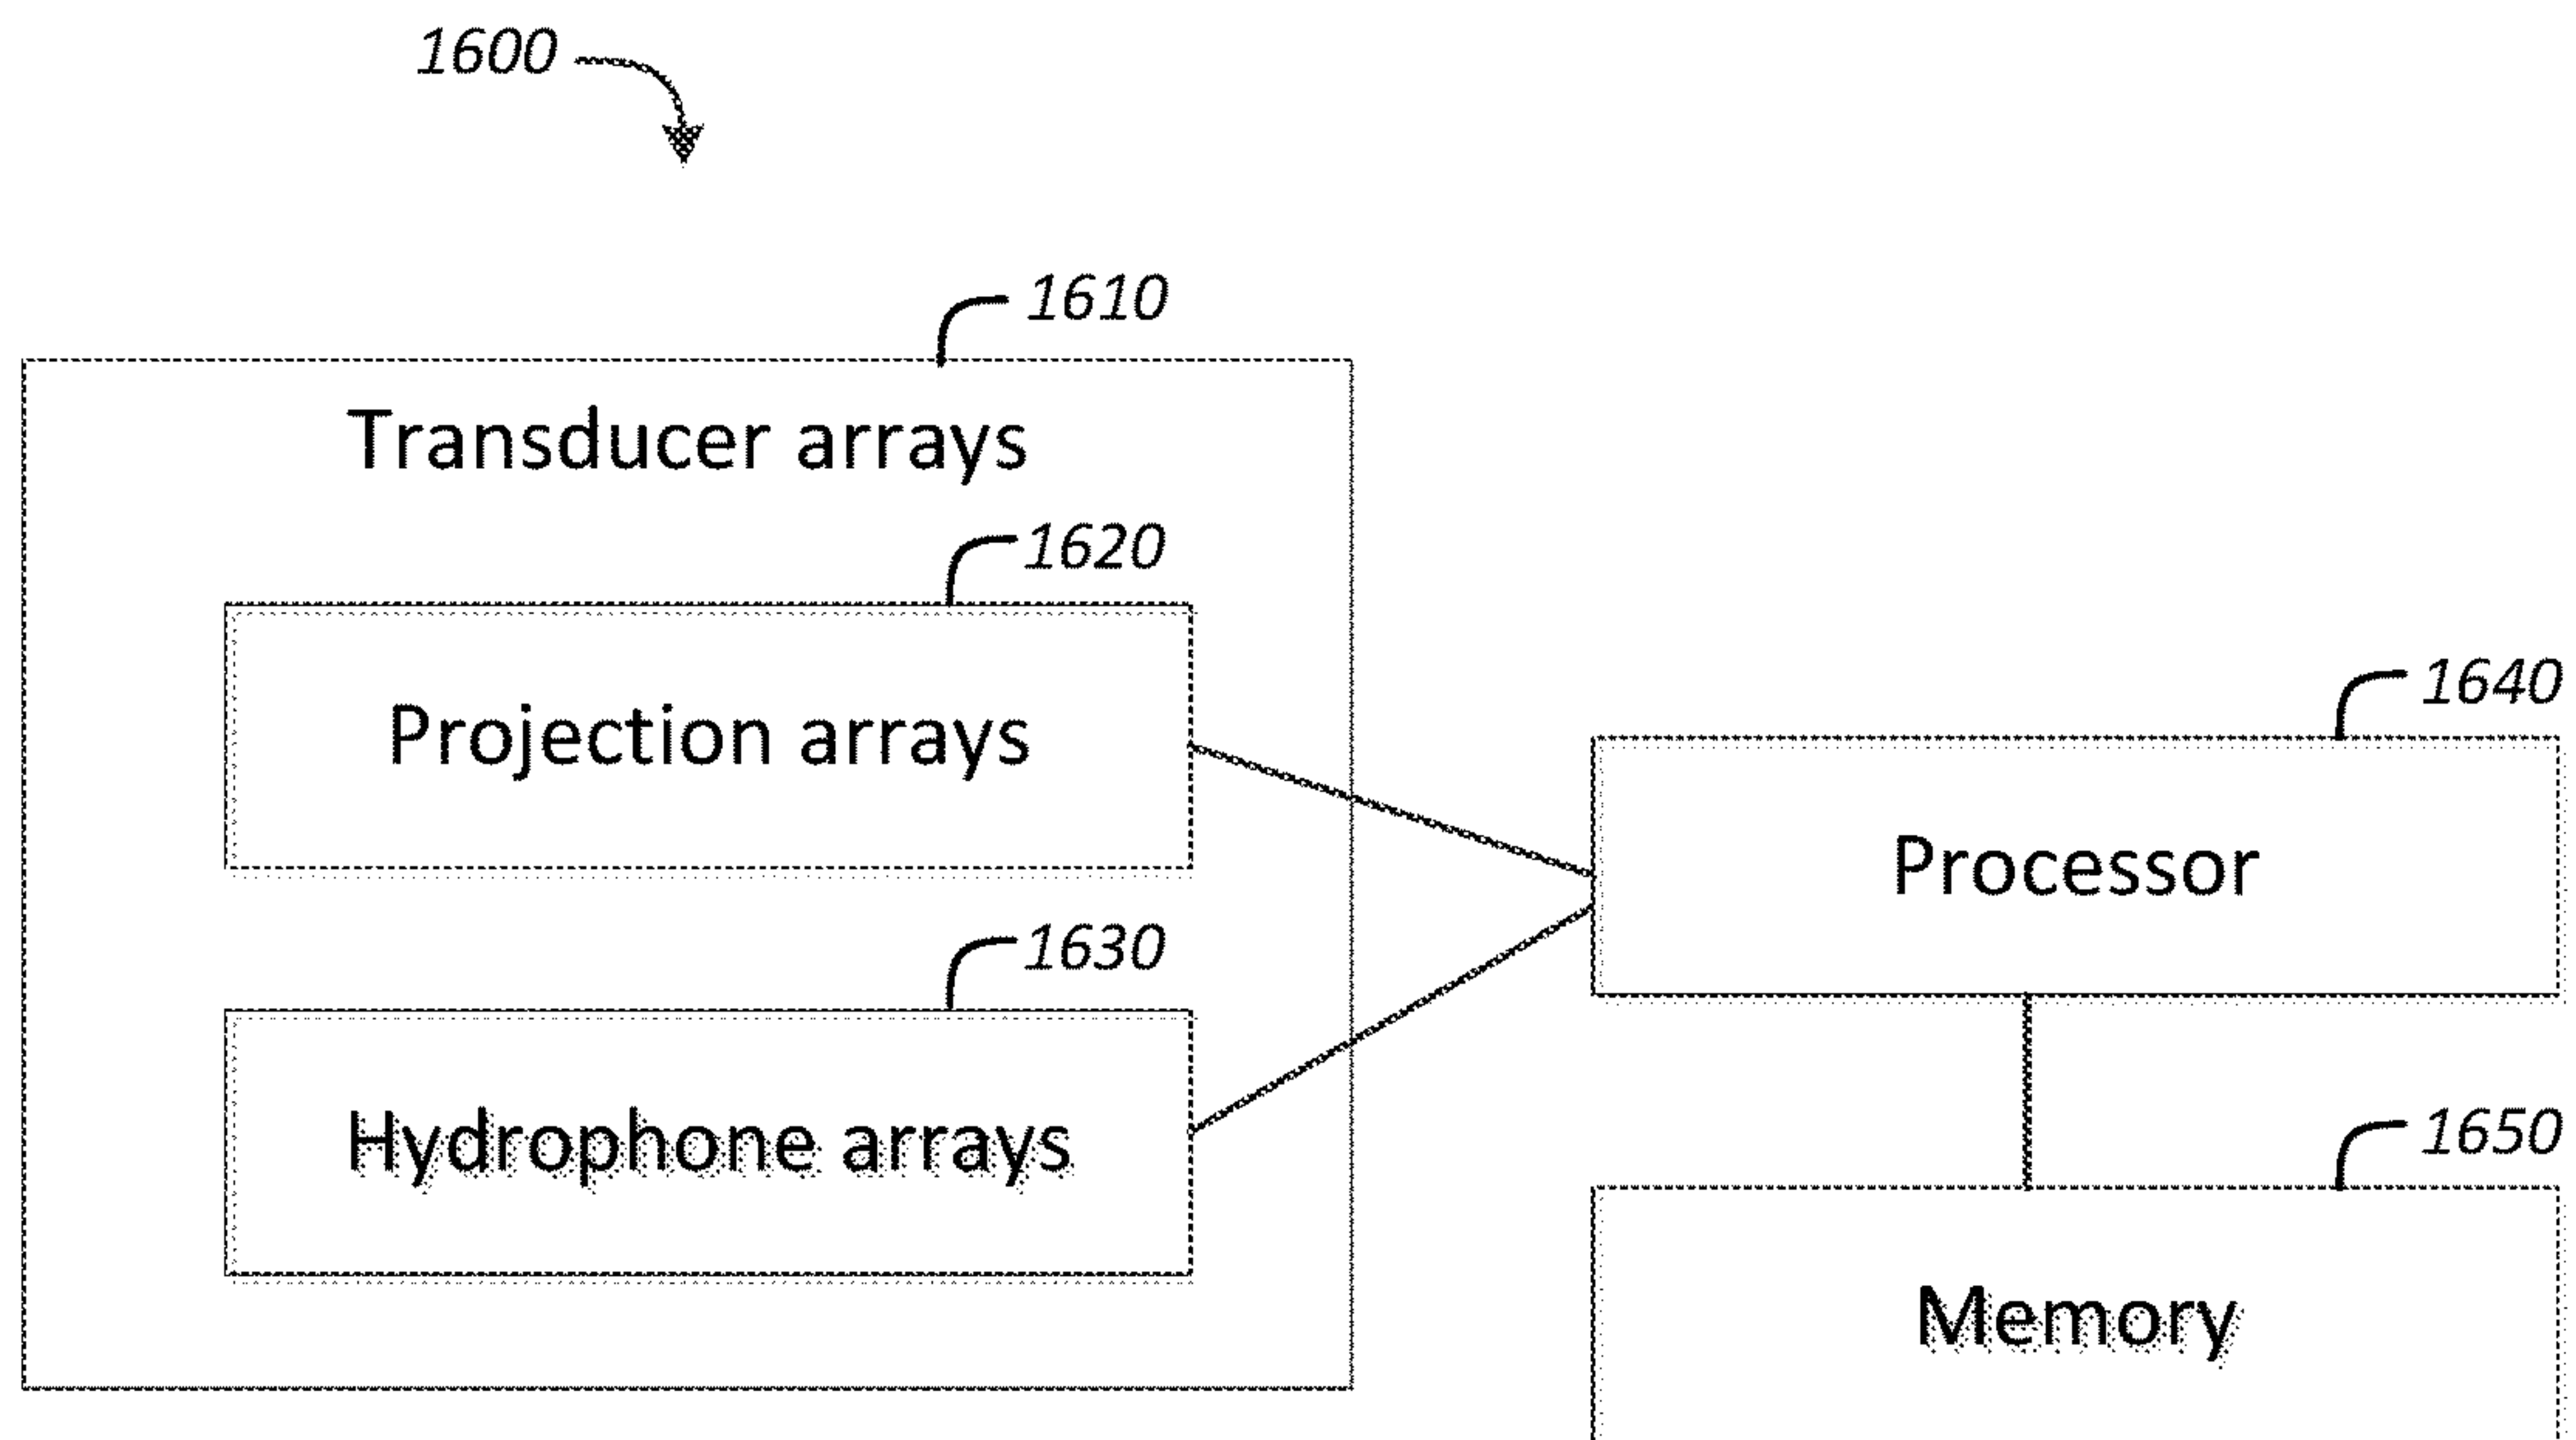 1600
1610
Transducer arrays
1620
Projection arrays
1640
Processor
1630
Hydrophone arrays
1650
Memory